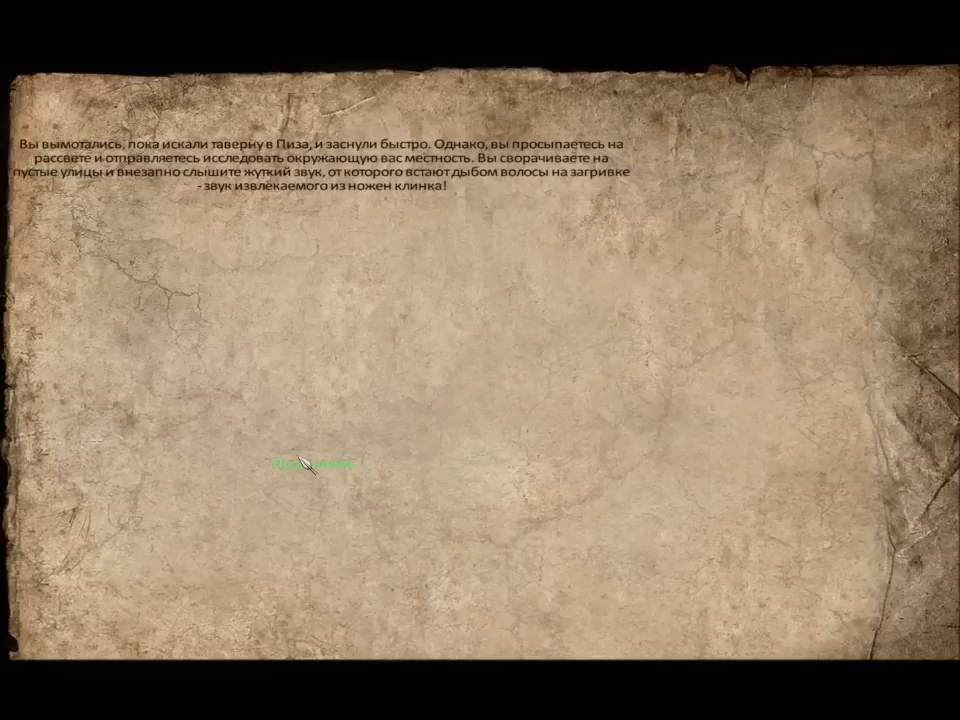 Вы вымотались, пока искали таверну в Пиза, и заснули быстро. Однако, вы просыпаетесь на
рассвете и отправляетесь исследовать окружающую вас местность. Вы сворачиваете на
пустые улицы и внезапно слышите жуткий звук, от которого встают дыбом волосы на загривке
- звук извлекаемого из ножен клинка!